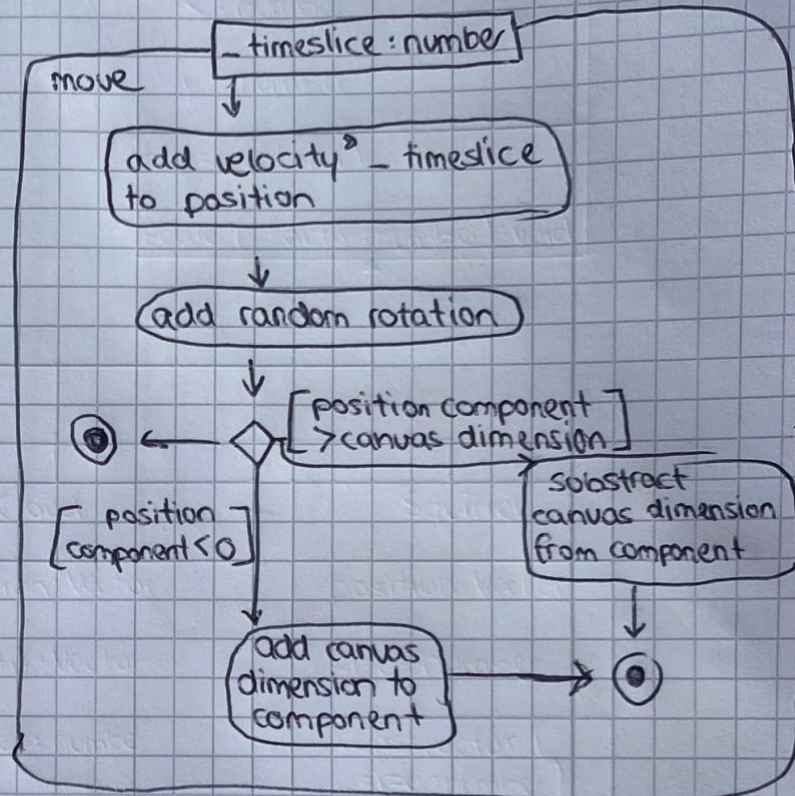 _timeslice: number
move
add velocity* _timeslice
to position
add random rotation
[position component
>canvas dimension]
[position
component<0]
sobstract
canvas dimension
from component
add canvas
dimension to
component